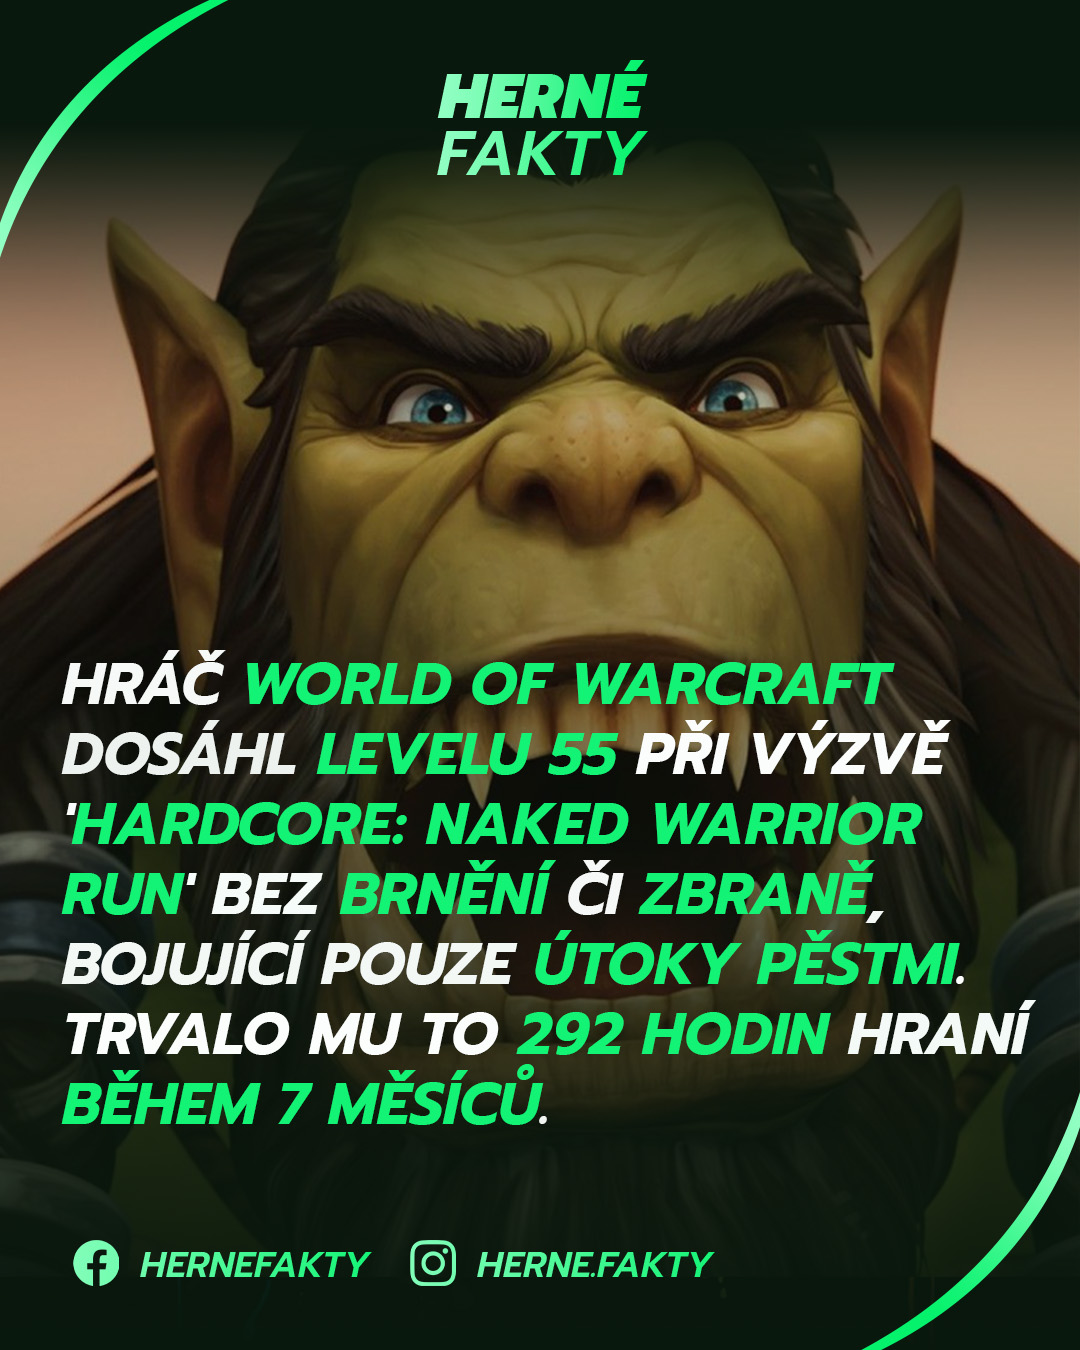 HERNÉ
FAKTY
HRÁČ WORLD OF WARCRAFT
DOSÁHL LEVELU 55 PŘI VÝZVĚ
'HARDCORE: NAKED WARRIOR
RUN' BEZ BRNĚNÍ ČI ZBRANĚ,
BOJUJÍCÍ POUZE ÚTOKY PĚSTMI.
TRVALO MU TO 292 HODIN HRANÍ
BĚHEM 7 MĚSÍCŮ.
HERNEFAKTY HERNE.FAKTY